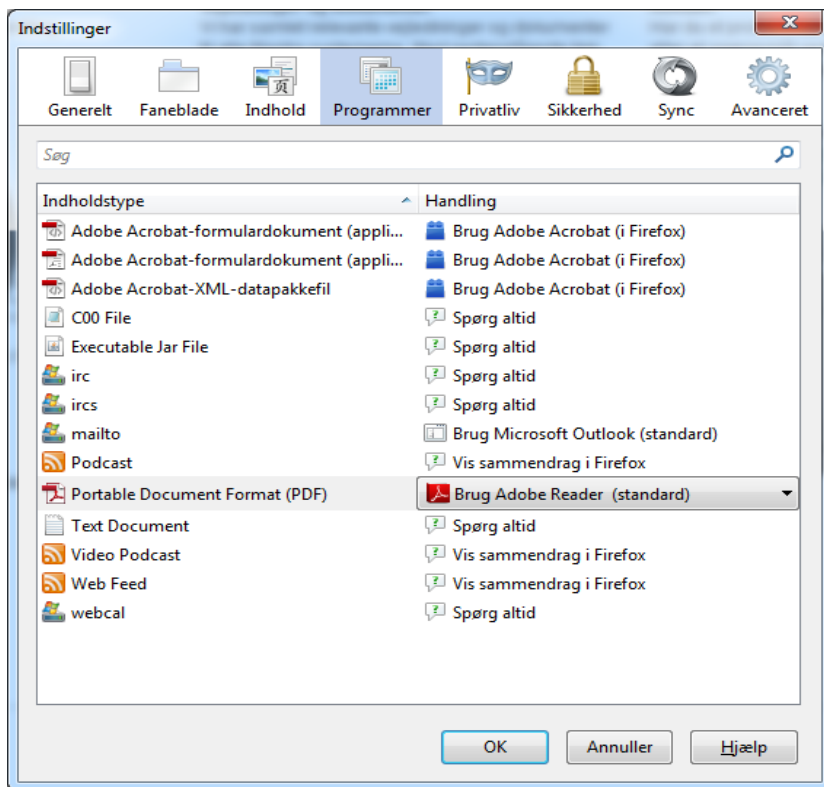 Indstillinger
Generelt Faneblade Indhold Programmer Privatliv Sikkerhed Sync Avanceret
Søg
Indholdstype Handling
Adobe Acrobat-formulardokument (appli... Brug Adobe Acrobat (i Firefox)
Adobe Acrobat-formulardokument (appli... Brug Adobe Acrobat (i Firefox)
Adobe Acrobat-XML-datapakkefil Brug Adobe Acrobat (i Firefox)
C00 File Spørg altid
Executable Jar File Spørg altid
irc Spørg altid
ircs Spørg altid
mailto Brug Microsoft Outlook (standard)
Podcast Vis sammendrag i Firefox
Portable Document Format (PDF) Brug Adobe Reader (standard)
Text Document Spørg altid
Video Podcast Vis sammendrag i Firefox
Web Feed Vis sammendrag i Firefox
webcal Spørg altid
OK Annuller Hjælp